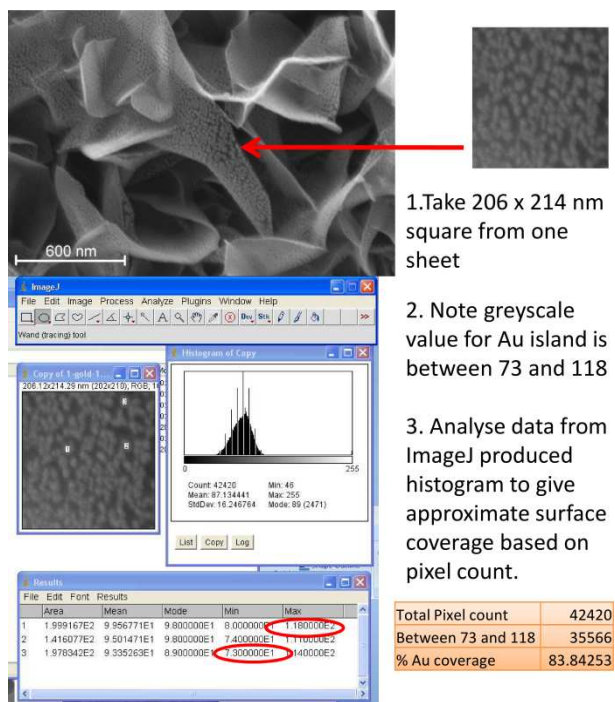 600 nm
1.Take 206 x 214 nm
square from one
sheet
2. Note greyscale
value for Au island is
between 73 and 118
3. Analyse data from
ImageJ produced
histogram to give
approximate surface
coverage based on
pixel count.
Total Pixel count 42420
Between 73 and 118 35566
% Au coverage 83.84253
ImageJ
File Edit Image Process Analyze Plugins Window Help
Dev Stk >>
Wand (tracing) tool
Copy of 1-gold-1...
206.12x214.29 nm (202x210); RGB; 1
Histogram of Copy
0 255
Count: 42420 Min: 46
Mean: 87.134441 Max: 255
StdDev: 16.246764 Mode: 89 (2471)
List Copy Log
Results
File Edit Font Results
Area Mean Mode Min Max
1 1.999167E2 9.956771E1 9.800000E1 8.000000E1 1.180000E2
2 1.416077E2 9.501471E1 9.800000E1 7.400000E1 1.110000E2
3 1.978342E2 9.335263E1 8.900000E1 7.300000E1 1.140000E2